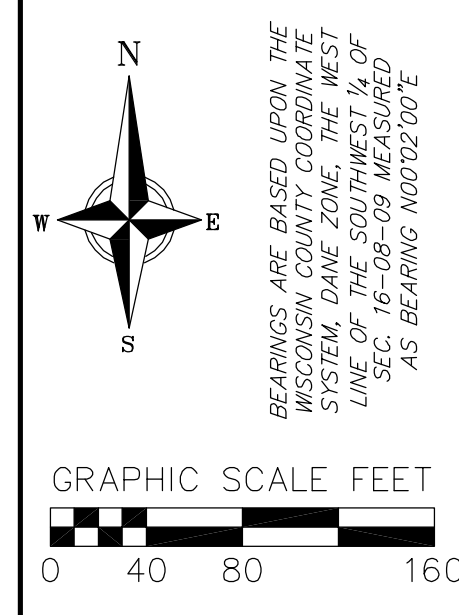 N
W E
S
BEARINGS ARE BASED UPON THE
WISCONSIN COUNTY COORDINATE
SYSTEM, DANE ZONE, THE WEST
LINE OF THE SOUTHWEST ¼ OF
SEC. 16-08-09 MEASURED
AS BEARING N00°02'00"E
GRAPHIC SCALE FEET
0 40 80 160